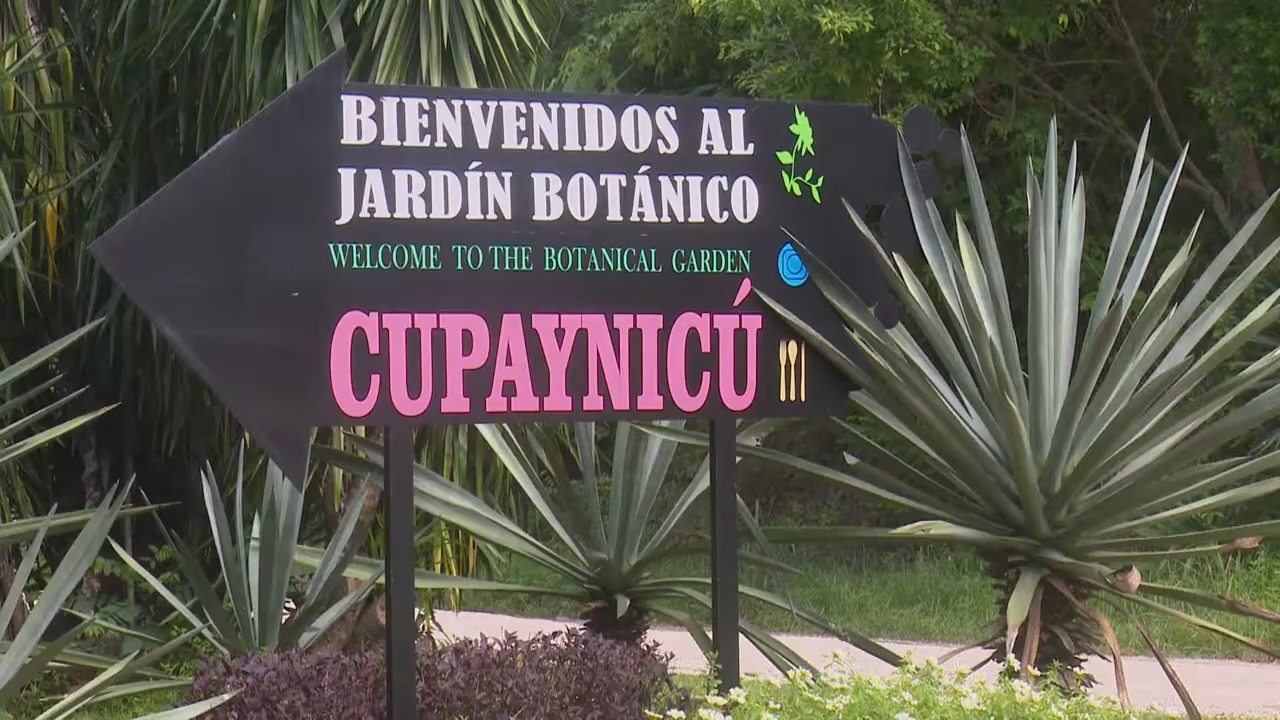 BIENVENIDOS AL
JARDÍN BOTÁNICO
WELCOME TO THE BOTANICAL GARDEN
CUPAYNICÚ